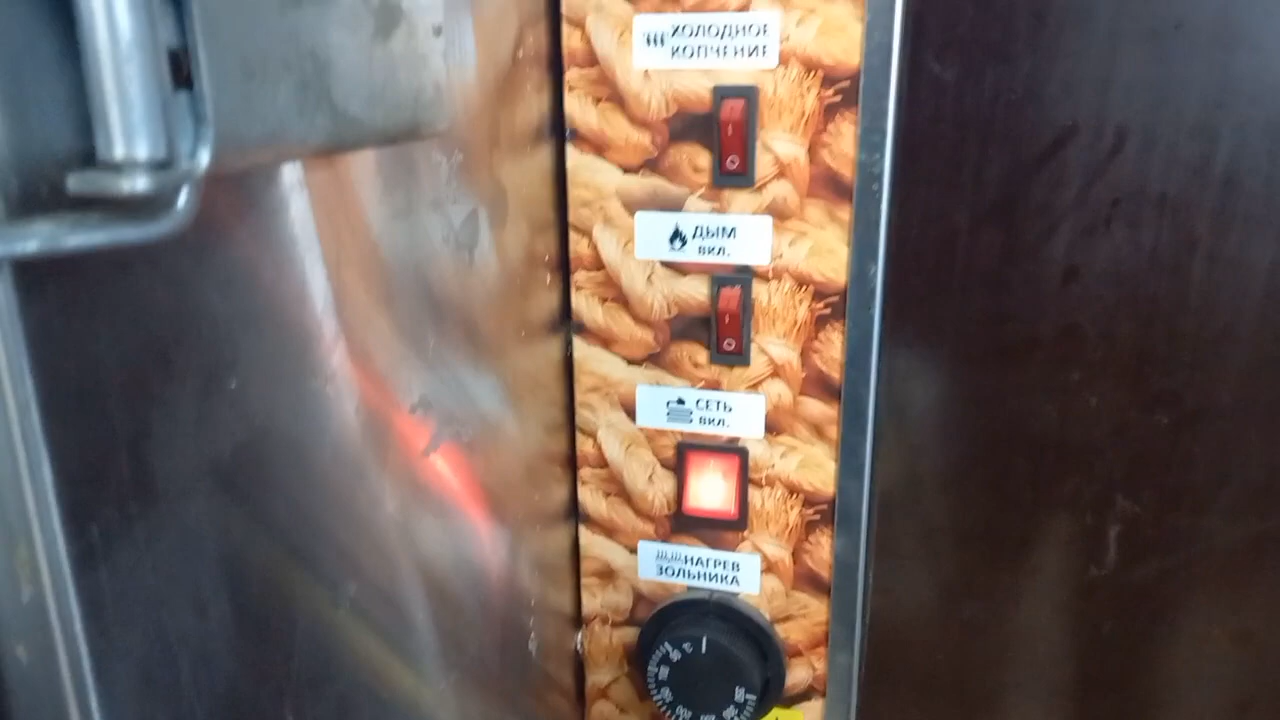 ХОЛОДНОЕ
КОПЧЕНИЕ
ДЫМ
ВКЛ.
СЕТЬ
ВКЛ.
НАГРЕВ
ЗОЛЬНИКА